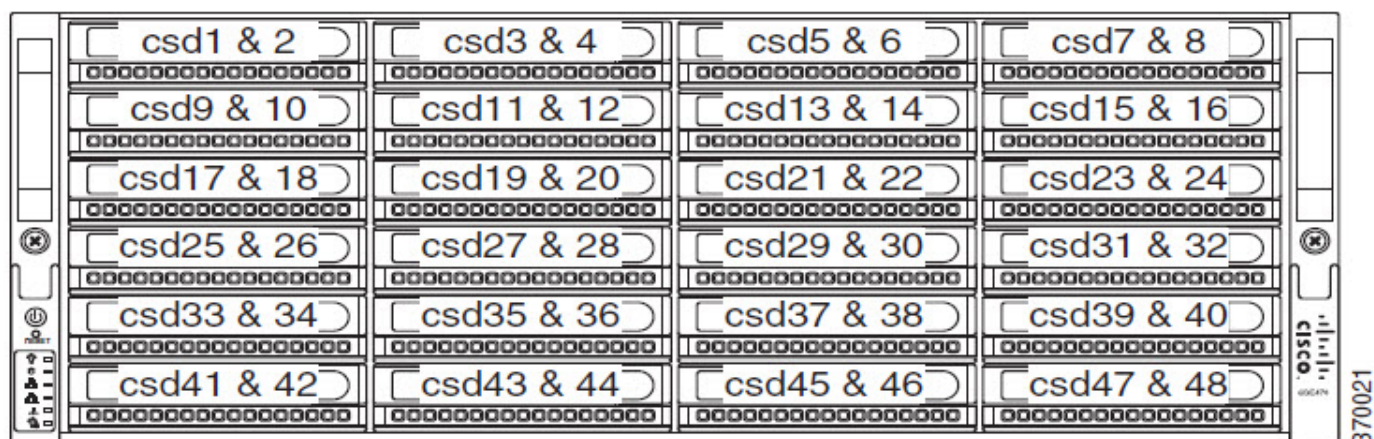 csd1 & 2 csd3 & 4 csd5 & 6 csd7 & 8
csd9 & 10 csd11 & 12 csd13 & 14 csd15 & 16
csd17 & 18 csd19 & 20 csd21 & 22 csd23 & 24
csd25 & 26 csd27 & 28 csd29 & 30 csd31 & 32
csd33 & 34 csd35 & 36 csd37 & 38 csd39 & 40
csd41 & 42 csd43 & 44 csd45 & 46 csd47 & 48
RESET
CISCO.
370021